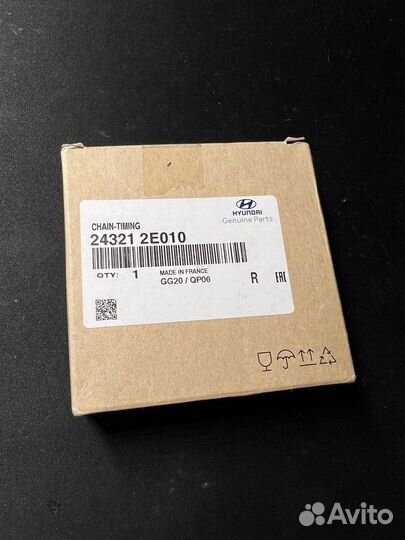 HYUNDAI
Genuine Parts
CHAIN-TIMING
24321 2E010
QTY: 1
MADE IN FRANCE
GG20 / QP06
R
EAC
Avito